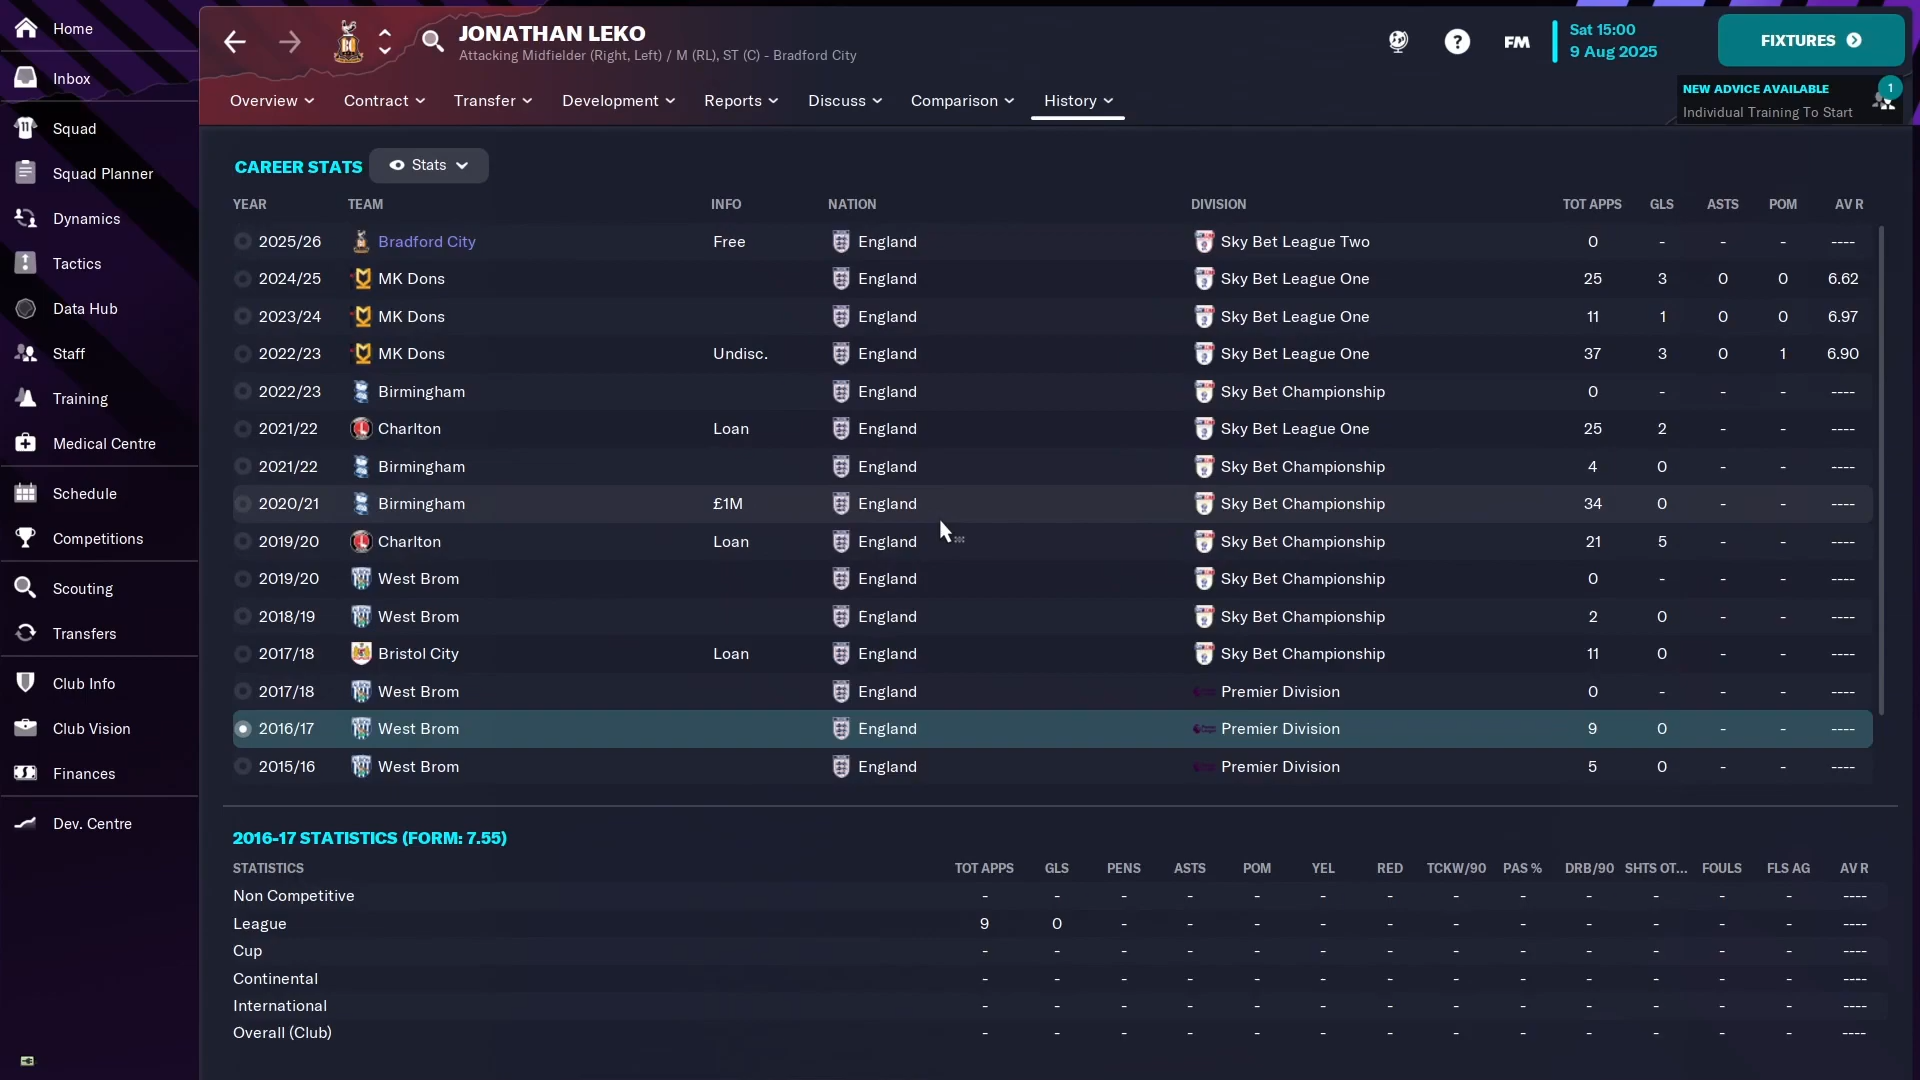 Home
Inbox
Squad
Squad Planner
Dynamics
Tactics
Data Hub
Staff
Training
Medical Centre
Schedule
Competitions
Scouting
Transfers
Club Info
Club Vision
Finances
Dev. Centre
JONATHAN LEKO
Attacking Midfielder (Right, Left) / M (RL), ST (C) - Bradford City
FM
Sat 15:00
9 Aug 2025
FIXTURES
Overview Contract Transfer Development Reports Discuss Comparison History
NEW ADVICE AVAILABLE 1
Individual Training To Start
CAREER STATS Stats
YEAR TEAM INFO NATION DIVISION TOT APPS GLS ASTS POM AV R
2025/26 Bradford City Free England Sky Bet League Two 0 - - - ----
2024/25 MK Dons England Sky Bet League One 25 3 0 0 6.62
2023/24 MK Dons England Sky Bet League One 11 1 0 0 6.97
2022/23 MK Dons Undisc. England Sky Bet League One 37 3 0 1 6.90
2022/23 Birmingham England Sky Bet Championship 0 - - - ----
2021/22 Charlton Loan England Sky Bet League One 25 2 - - ----
2021/22 Birmingham England Sky Bet Championship 4 0 - - ----
2020/21 Birmingham £1M England Sky Bet Championship 34 0 - - ----
2019/20 Charlton Loan England Sky Bet Championship 21 5 - - ----
2019/20 West Brom England Sky Bet Championship 0 - - - ----
2018/19 West Brom England Sky Bet Championship 2 0 - - ----
2017/18 Bristol City Loan England Sky Bet Championship 11 0 - - ----
2017/18 West Brom England Premier Division 0 - - - ----
2016/17 West Brom England Premier Division 9 0 - - ----
2015/16 West Brom England Premier Division 5 0 - - ----
2016-17 STATISTICS (FORM: 7.55)
STATISTICS TOT APPS GLS PENS ASTS POM YEL RED TCKW/90 PAS % DRB/90 SHTS OT... FOULS FLS AG AV R
Non Competitive - - - - - - - - - - - - - ----
League 9 0 - - - - - - - - - - - ----
Cup - - - - - - - - - - - - - ----
Continental - - - - - - - - - - - - - ----
International - - - - - - - - - - - - - ----
Overall (Club) - - - - - - - - - - - - - ----